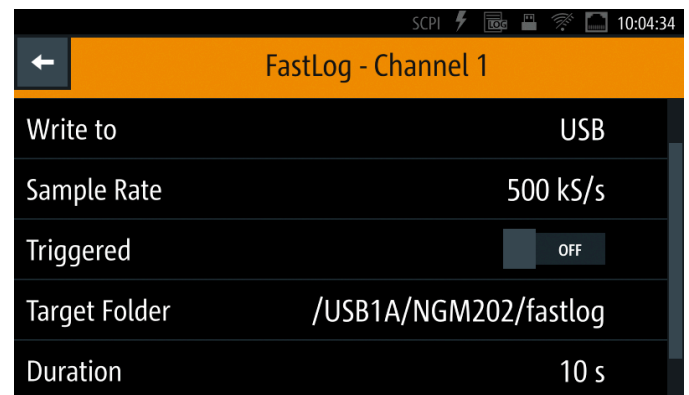 SCPI LOG 10:04:34
FastLog - Channel 1
Write to USB
Sample Rate 500 kS/s
Triggered OFF
Target Folder /USB1A/NGM202/fastlog
Duration 10 s